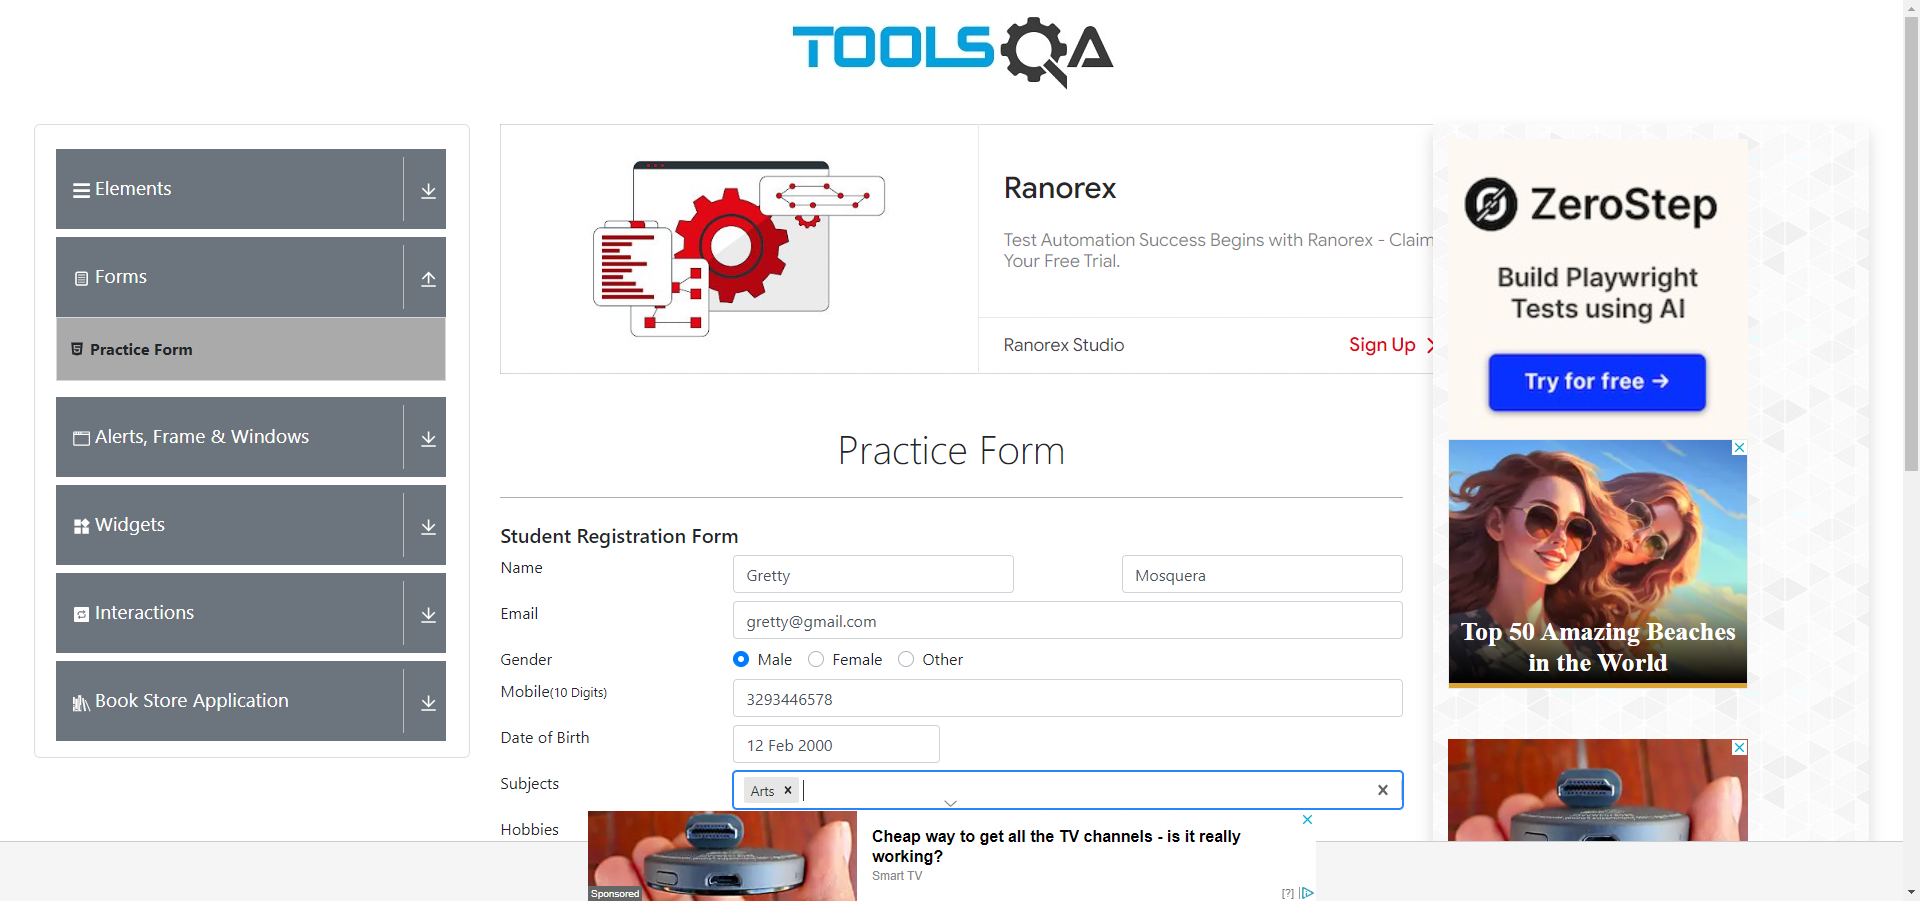 TOOLSQA
Elements
Forms
Practice Form
Alerts, Frame & Windows
Widgets
Interactions
Book Store Application
Ranorex
Test Automation Success Begins with Ranorex - Claim
Your Free Trial.
Ranorex Studio
Sign Up
Practice Form
Student Registration Form
Name
Gretty
Mosquera
Email
gretty@gmail.com
Gender
Male
Female
Other
Mobile(10 Digits)
3293446578
Date of Birth
12 Feb 2000
Subjects
Arts
Hobbies
ZeroStep
Build Playwright
Tests using AI
Try for free →
Top 50 Amazing Beaches
in the World
Cheap way to get all the TV channels - is it really
working?
Smart TV
Sponsored
[?]